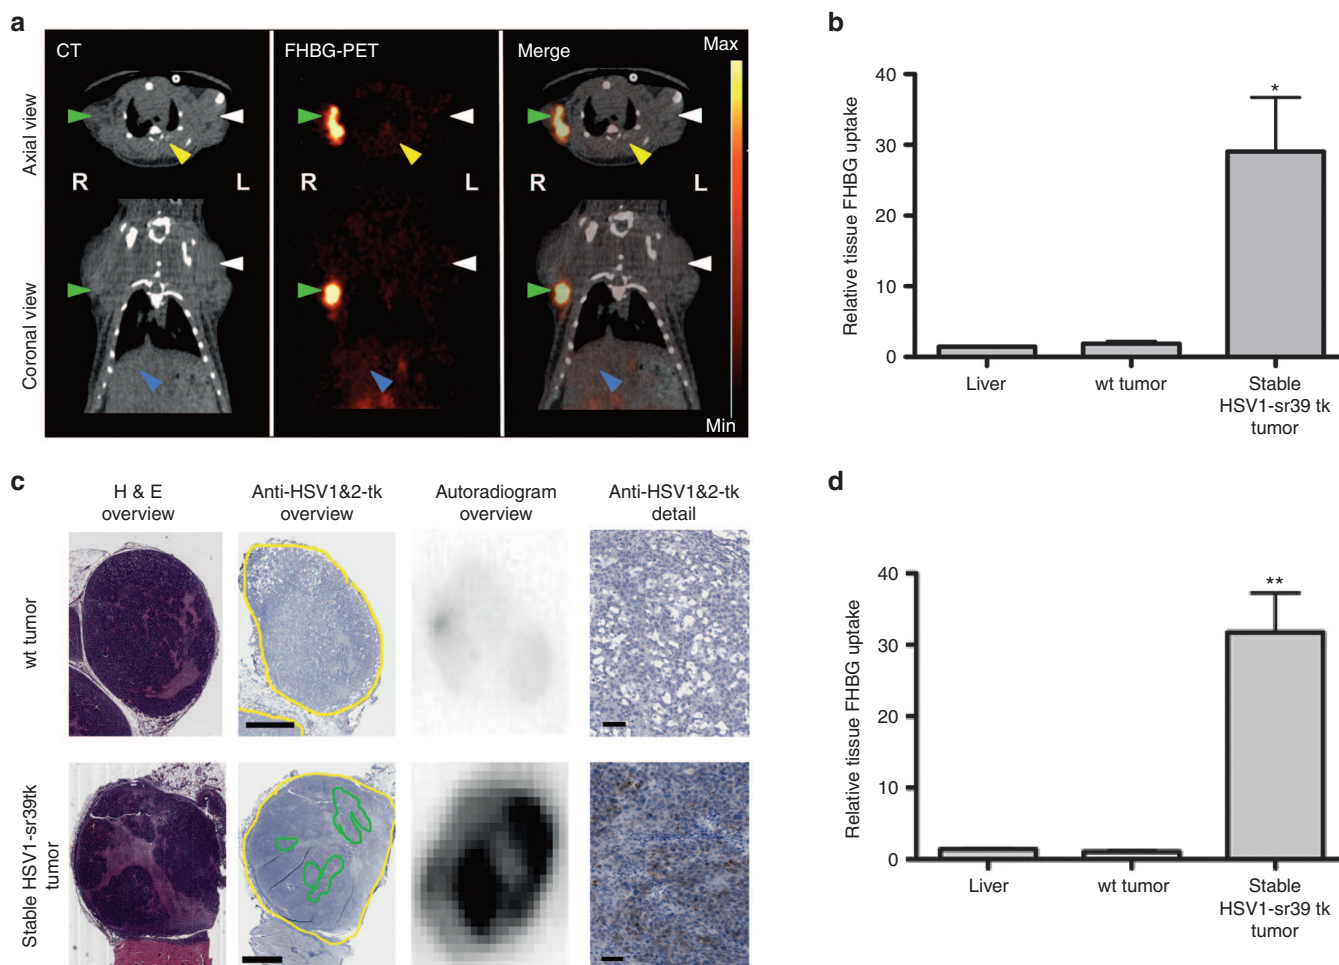 a
CT
FHBG-PET
Merge
Max
Axial view
R
L
R
L
R
L
Coronal view
Min
b
Relative tissue FHBG uptake
40
30
20
10
0
*
Liver
wt tumor
Stable
HSV1-sr39 tk
tumor
c
H & E
overview
Anti-HSV1&2-tk
overview
Autoradiogram
overview
Anti-HSV1&2-tk
detail
wt tumor
Stable HSV1-sr39tk
tumor
d
Relative tissue FHBG uptake
40
30
20
10
0
**
Liver
wt tumor
Stable
HSV1-sr39 tk
tumor